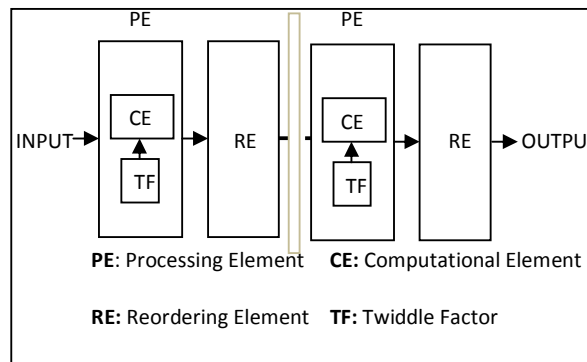 PE PE
CE CE
INPUT RE RE OUTPU
TF TF
PE: Processing Element CE: Computational Element
RE: Reordering Element TF: Twiddle Factor